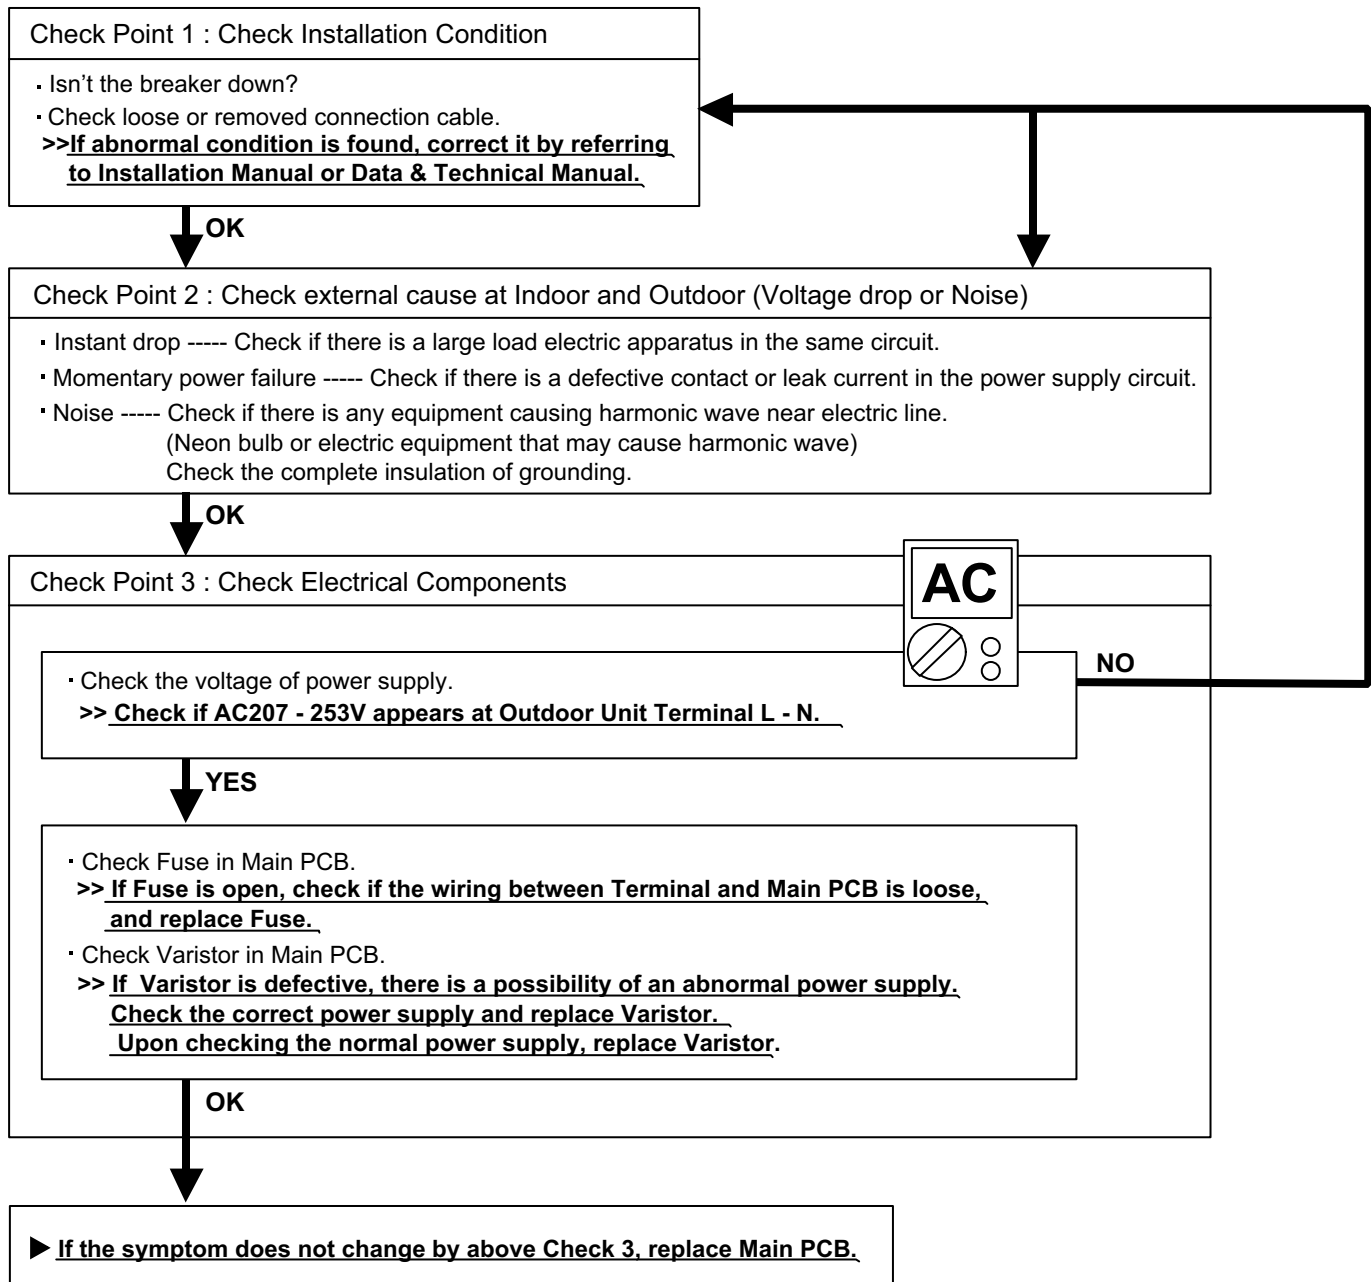 Check Point 1 : Check Installation Condition
· Isn't the breaker down?
· Check loose or removed connection cable.
>>If abnormal condition is found, correct it by referring
to Installation Manual or Data & Technical Manual.
OK
Check Point 2 : Check external cause at Indoor and Outdoor (Voltage drop or Noise)
· Instant drop ----- Check if there is a large load electric apparatus in the same circuit.
· Momentary power failure ----- Check if there is a defective contact or leak current in the power supply circuit.
· Noise ----- Check if there is any equipment causing harmonic wave near electric line.
(Neon bulb or electric equipment that may cause harmonic wave)
Check the complete insulation of grounding.
OK
Check Point 3 : Check Electrical Components
AC
· Check the voltage of power supply.
>> Check if AC207 - 253V appears at Outdoor Unit Terminal L - N.
NO
YES
· Check Fuse in Main PCB.
>> If Fuse is open, check if the wiring between Terminal and Main PCB is loose,
and replace Fuse.
· Check Varistor in Main PCB.
>> If Varistor is defective, there is a possibility of an abnormal power supply.
Check the correct power supply and replace Varistor.
Upon checking the normal power supply, replace Varistor.
OK
▶ If the symptom does not change by above Check 3, replace Main PCB.